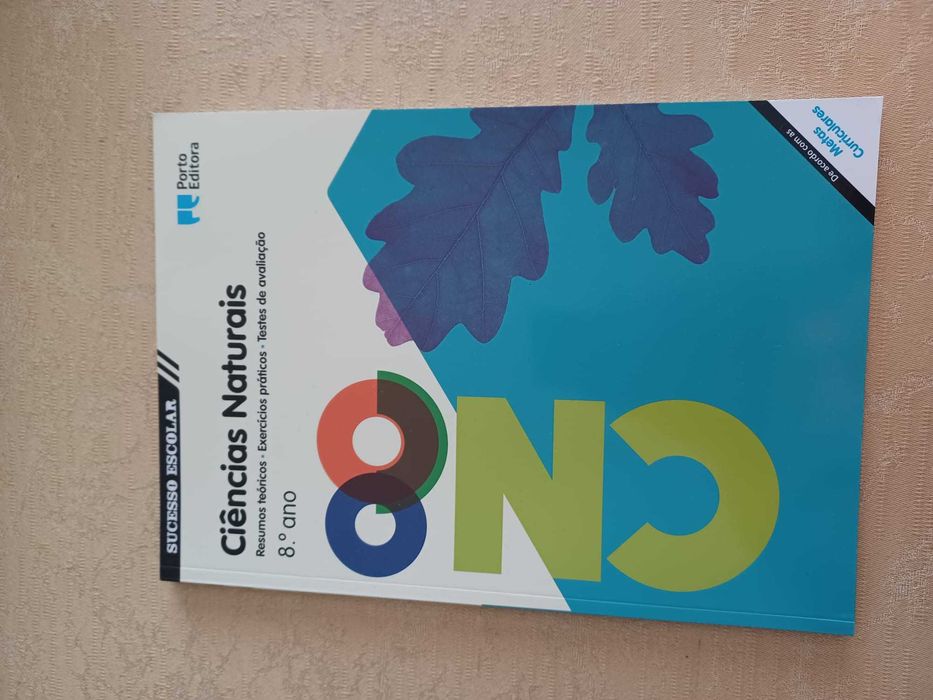 SUCESSO ESCOLAR
Porto
Editora
Ciências Naturais
Resumos teóricos • Exercícios práticos • Testes de avaliação
8.º ano
8
N
C
De acordo com as
Metas
Curriculares